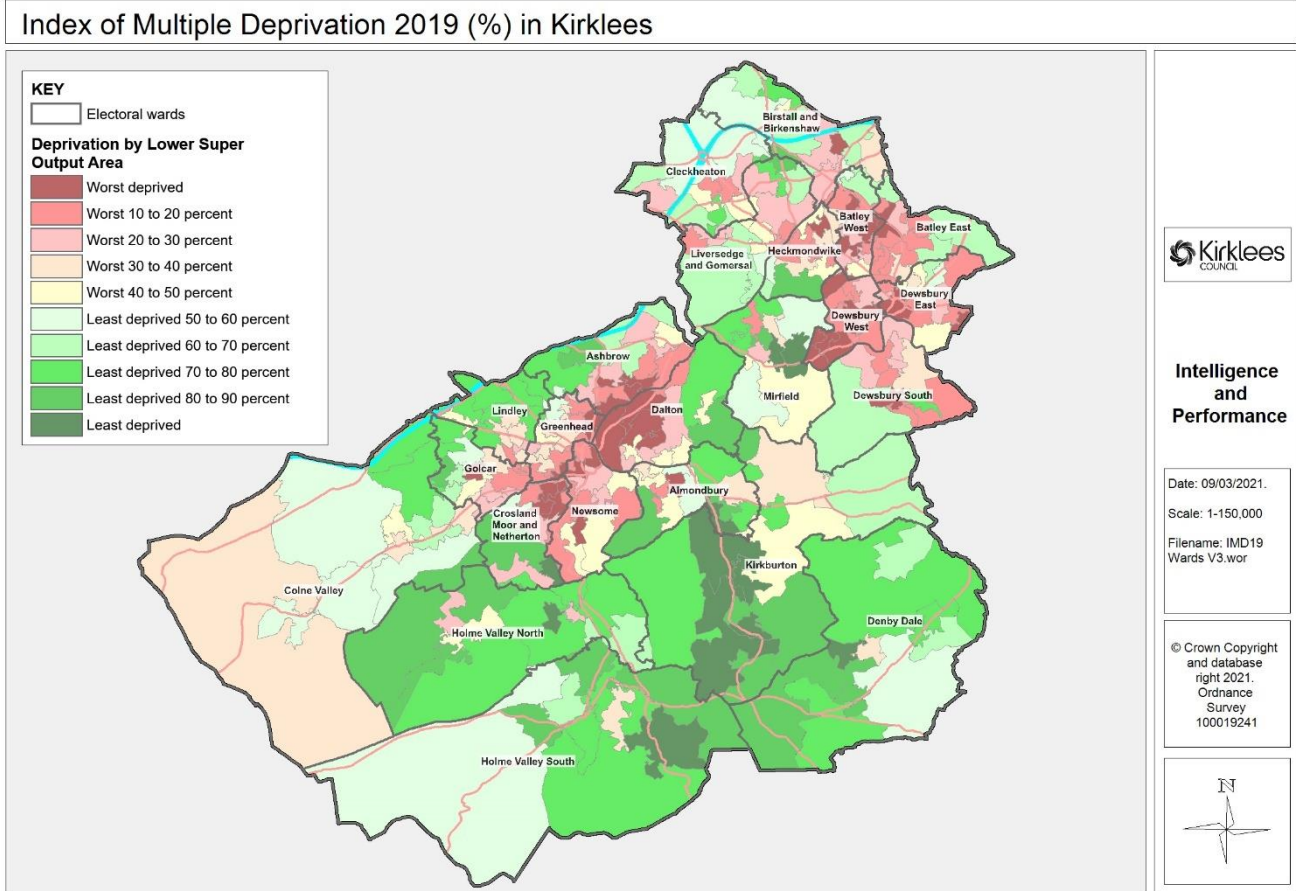 Index of Multiple Deprivation 2019 (%) in Kirklees
KEY
Electoral wards
Deprivation by Lower Super
Output Area
Worst deprived
Worst 10 to 20 percent
Worst 20 to 30 percent
Worst 30 to 40 percent
Worst 40 to 50 percent
Least deprived 50 to 60 percent
Least deprived 60 to 70 percent
Least deprived 70 to 80 percent
Least deprived 80 to 90 percent
Least deprived
Birstall and
Birkenshaw
Cleckheaton
Batley
West
Batley East
Liversedge
and Gomersal
Heckmondwike
Dewsbury
East
Dewsbury
West
Ashbrow
Mirfield
Dewsbury South
Lindley
Dalton
Greenhead
Golcar
Almondbury
Crosland
Moor and
Netherton
Newsome
Kirkburton
Colne Valley
Denby Dale
Holme Valley North
Holme Valley South
Kirklees
COUNCIL
Intelligence
and
Performance
Date: 09/03/2021.
Scale: 1-150,000
Filename: IMD19
Wards V3.wor
© Crown Copyright
and database
right 2021.
Ordnance
Survey
100019241
N